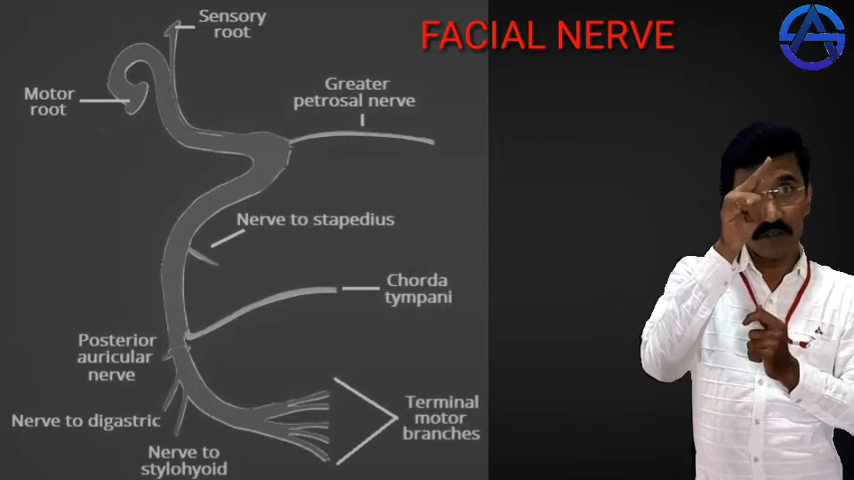 FACIAL NERVE
Sensory
root
Motor
root
Greater
petrosal nerve
Nerve to stapedius
Chorda
tympani
Posterior
auricular
nerve
Nerve to digastric
Nerve to
stylohyoid
Terminal
motor
branches